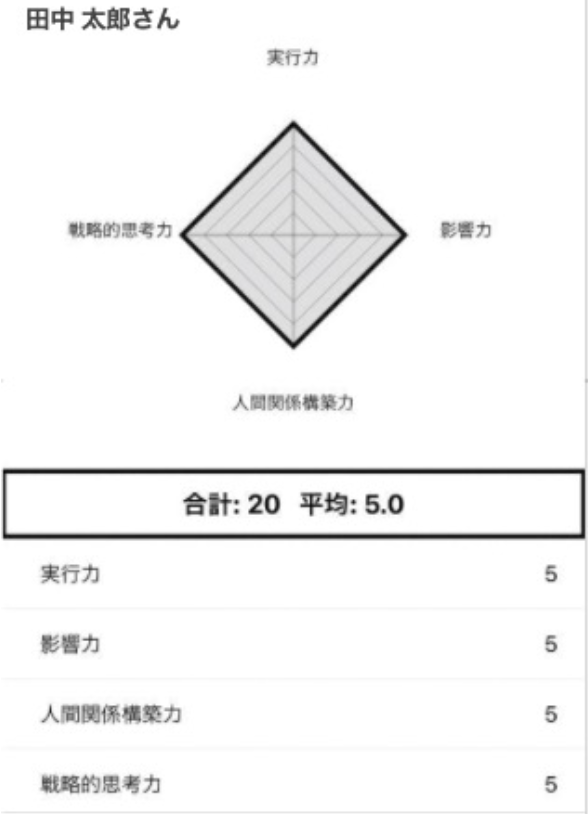 田中 太郎さん
実行力
戦略的思考力
影響力
人間関係構築力
合計: 20 平均: 5.0
実行力 5
影響力 5
人間関係構築力 5
戦略的思考力 5